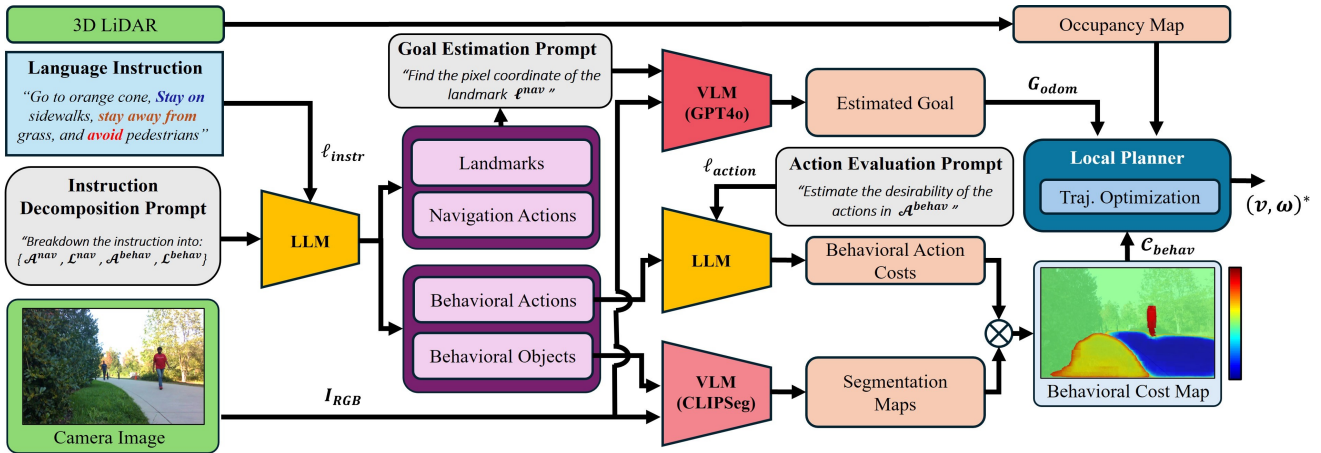 3D LiDAR
Occupancy Map
Language Instruction
“Go to orange cone, Stay on
sidewalks, stay away from
grass, and avoid pedestrians”
ℓ_instr
Instruction
Decomposition Prompt
“Breakdown the instruction into:
{ 𝒜^nav , ℒ^nav , 𝒜^behav , ℒ^behav}
LLM
Camera Image
I_RGB
Goal Estimation Prompt
“Find the pixel coordinate of the
landmark ℓ^nav ”
Landmarks
Navigation Actions
Behavioral Actions
Behavioral Objects
VLM
(GPT4o)
Estimated Goal
G_odom
ℓ_action
Action Evaluation Prompt
“Estimate the desirability of the
actions in 𝒜^behav ”
LLM
Behavioral Action
Costs
VLM
(CLIPSeg)
Segmentation
Maps
Local Planner
Traj. Optimization
(v, ω)*
𝒞_behav
Behavioral Cost Map